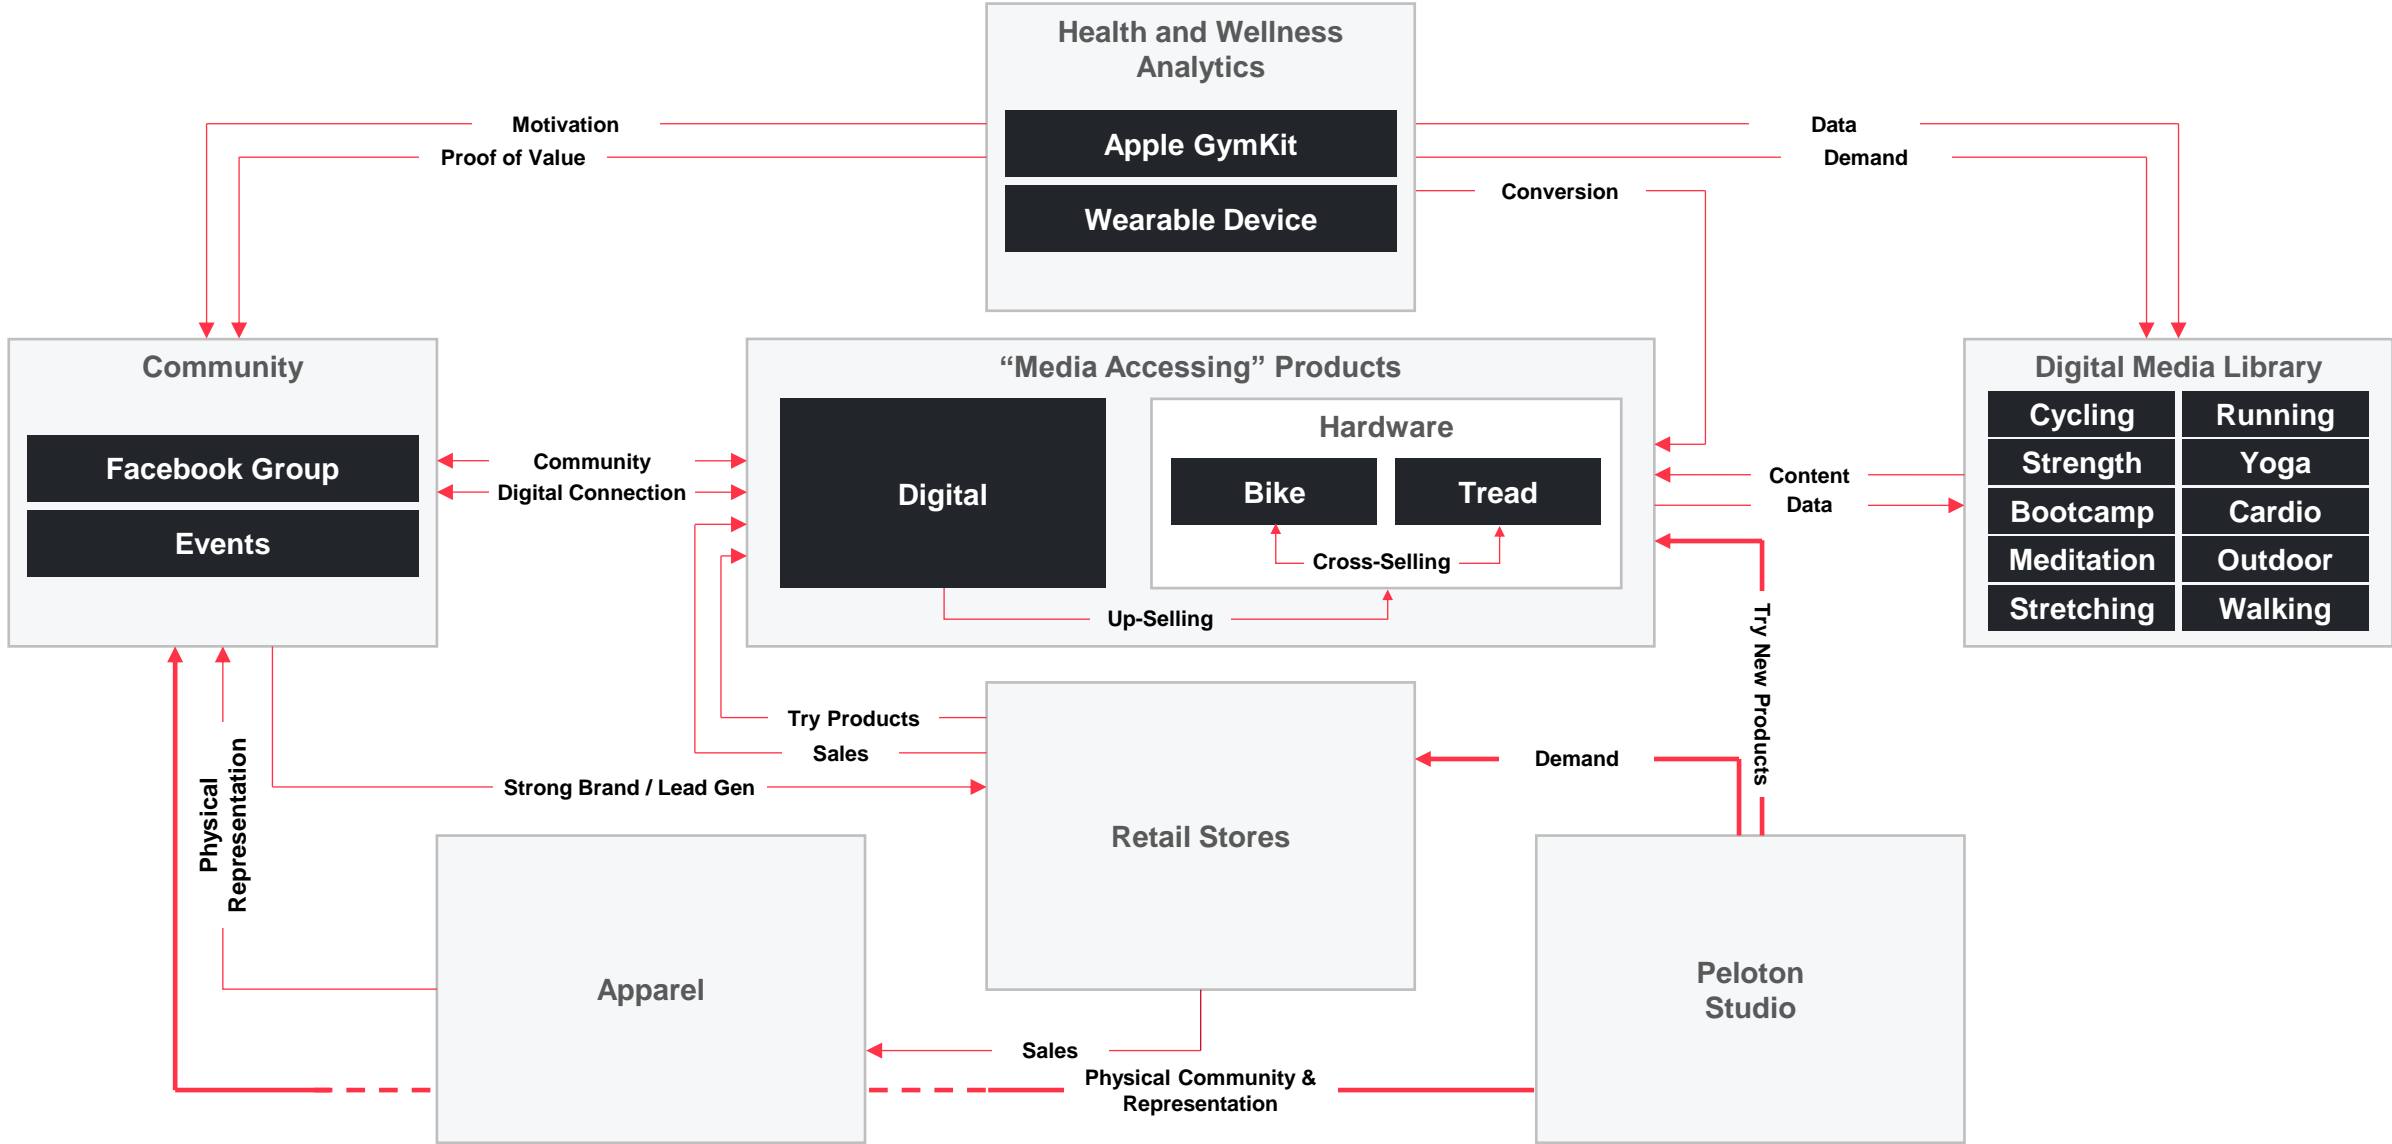 Health and Wellness
Analytics
Apple GymKit
Wearable Device
Motivation
Proof of Value
Data
Demand
Conversion
Community
Facebook Group
Events
Community
Digital Connection
“Media Accessing” Products
Digital
Hardware
Bike
Tread
Cross-Selling
Up-Selling
Content
Data
Digital Media Library
Cycling
Running
Strength
Yoga
Bootcamp
Cardio
Meditation
Outdoor
Stretching
Walking
Try New Products
Try Products
Sales
Strong Brand / Lead Gen
Physical
Representation
Demand
Retail Stores
Apparel
Peloton
Studio
Sales
Physical Community &
Representation